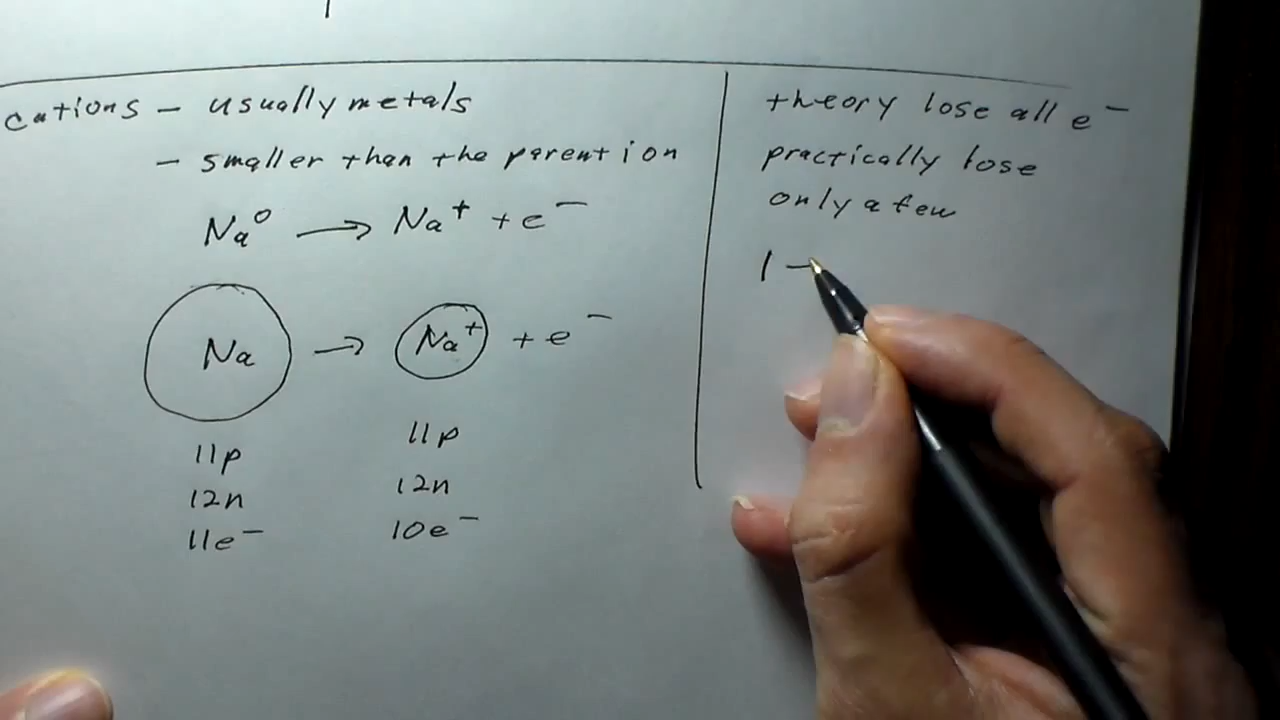 cations – usually metals
– smaller than the parent ion
Na⁰ → Na⁺ + e⁻
Na → Na⁺ + e⁻
11p 11p
12n 12n
11e⁻ 10e⁻
theory lose all e⁻
practically lose
only a few
1 –